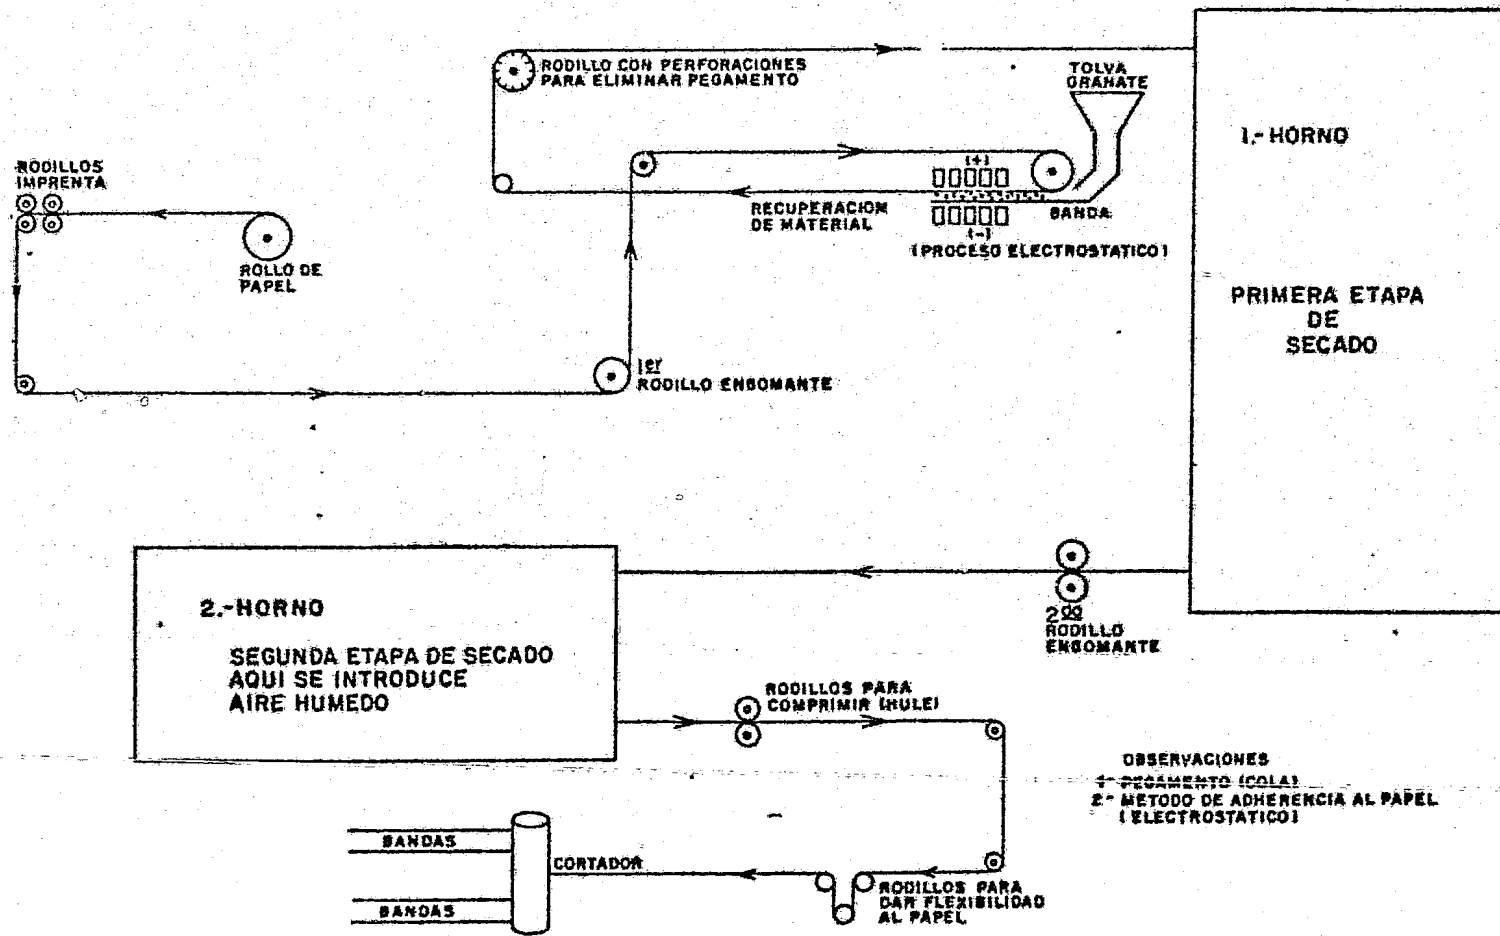 RODILLO CON PERFORACIONES
PARA ELIMINAR PEGAMENTO
TOLVA
GRANATE
1.-HORNO
RODILLOS
IMPRENTA
(+)
RECUPERACION
DE MATERIAL
BANDA
(-)
(PROCESO ELECTROSTATICO)
ROLLO DE
PAPEL
PRIMERA ETAPA
DE
SECADO
1er
RODILLO ENGOMANTE
2.-HORNO
SEGUNDA ETAPA DE SECADO
AQUI SE INTRODUCE
AIRE HUMEDO
2do
RODILLO
ENGOMANTE
RODILLOS PARA
COMPRIMIR (HULE)
OBSERVACIONES
1- PEGAMENTO (COLA)
2- METODO DE ADHERENCIA AL PAPEL
(ELECTROSTATICO)
BANDAS
CORTADOR
RODILLOS PARA
DAR FLEXIBILIDAD
AL PAPEL
BANDAS